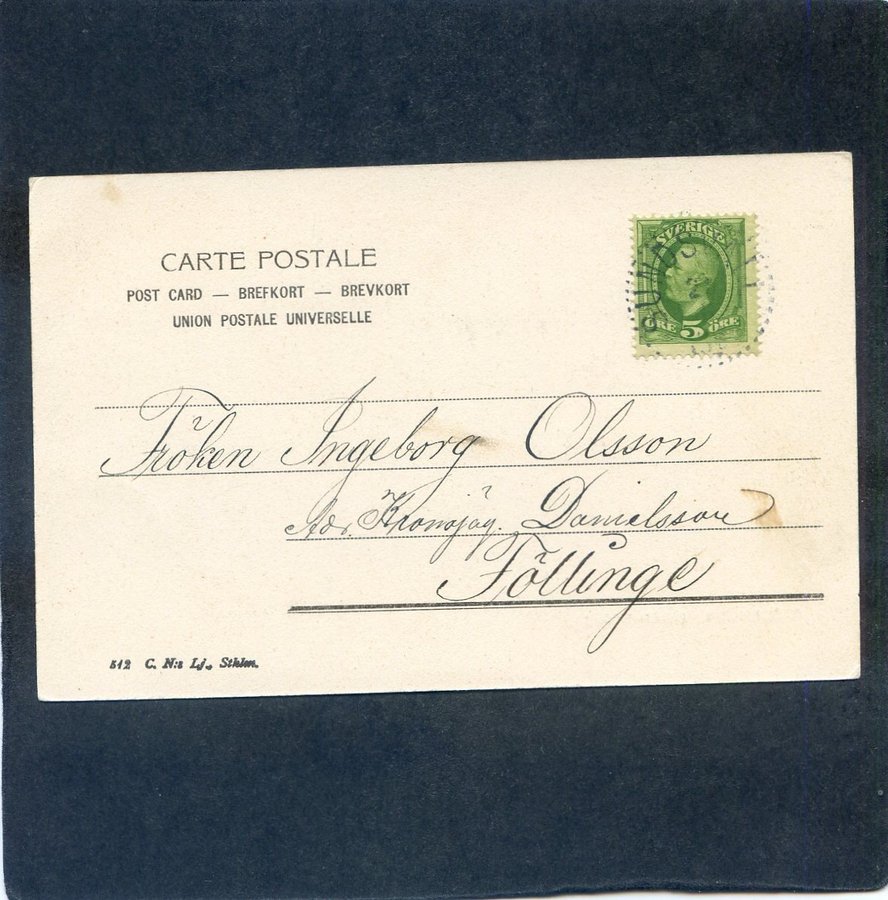 CARTE POSTALE
POST CARD — BREFKORT — BREVKORT
UNION POSTALE UNIVERSELLE
SVERIGE
ÖRE 5 ÖRE
Fröken Ingeborg Olsson
Adr. Kronojäg. Danielsson
Föllinge
512 C. N:s Lj., Sthlm.